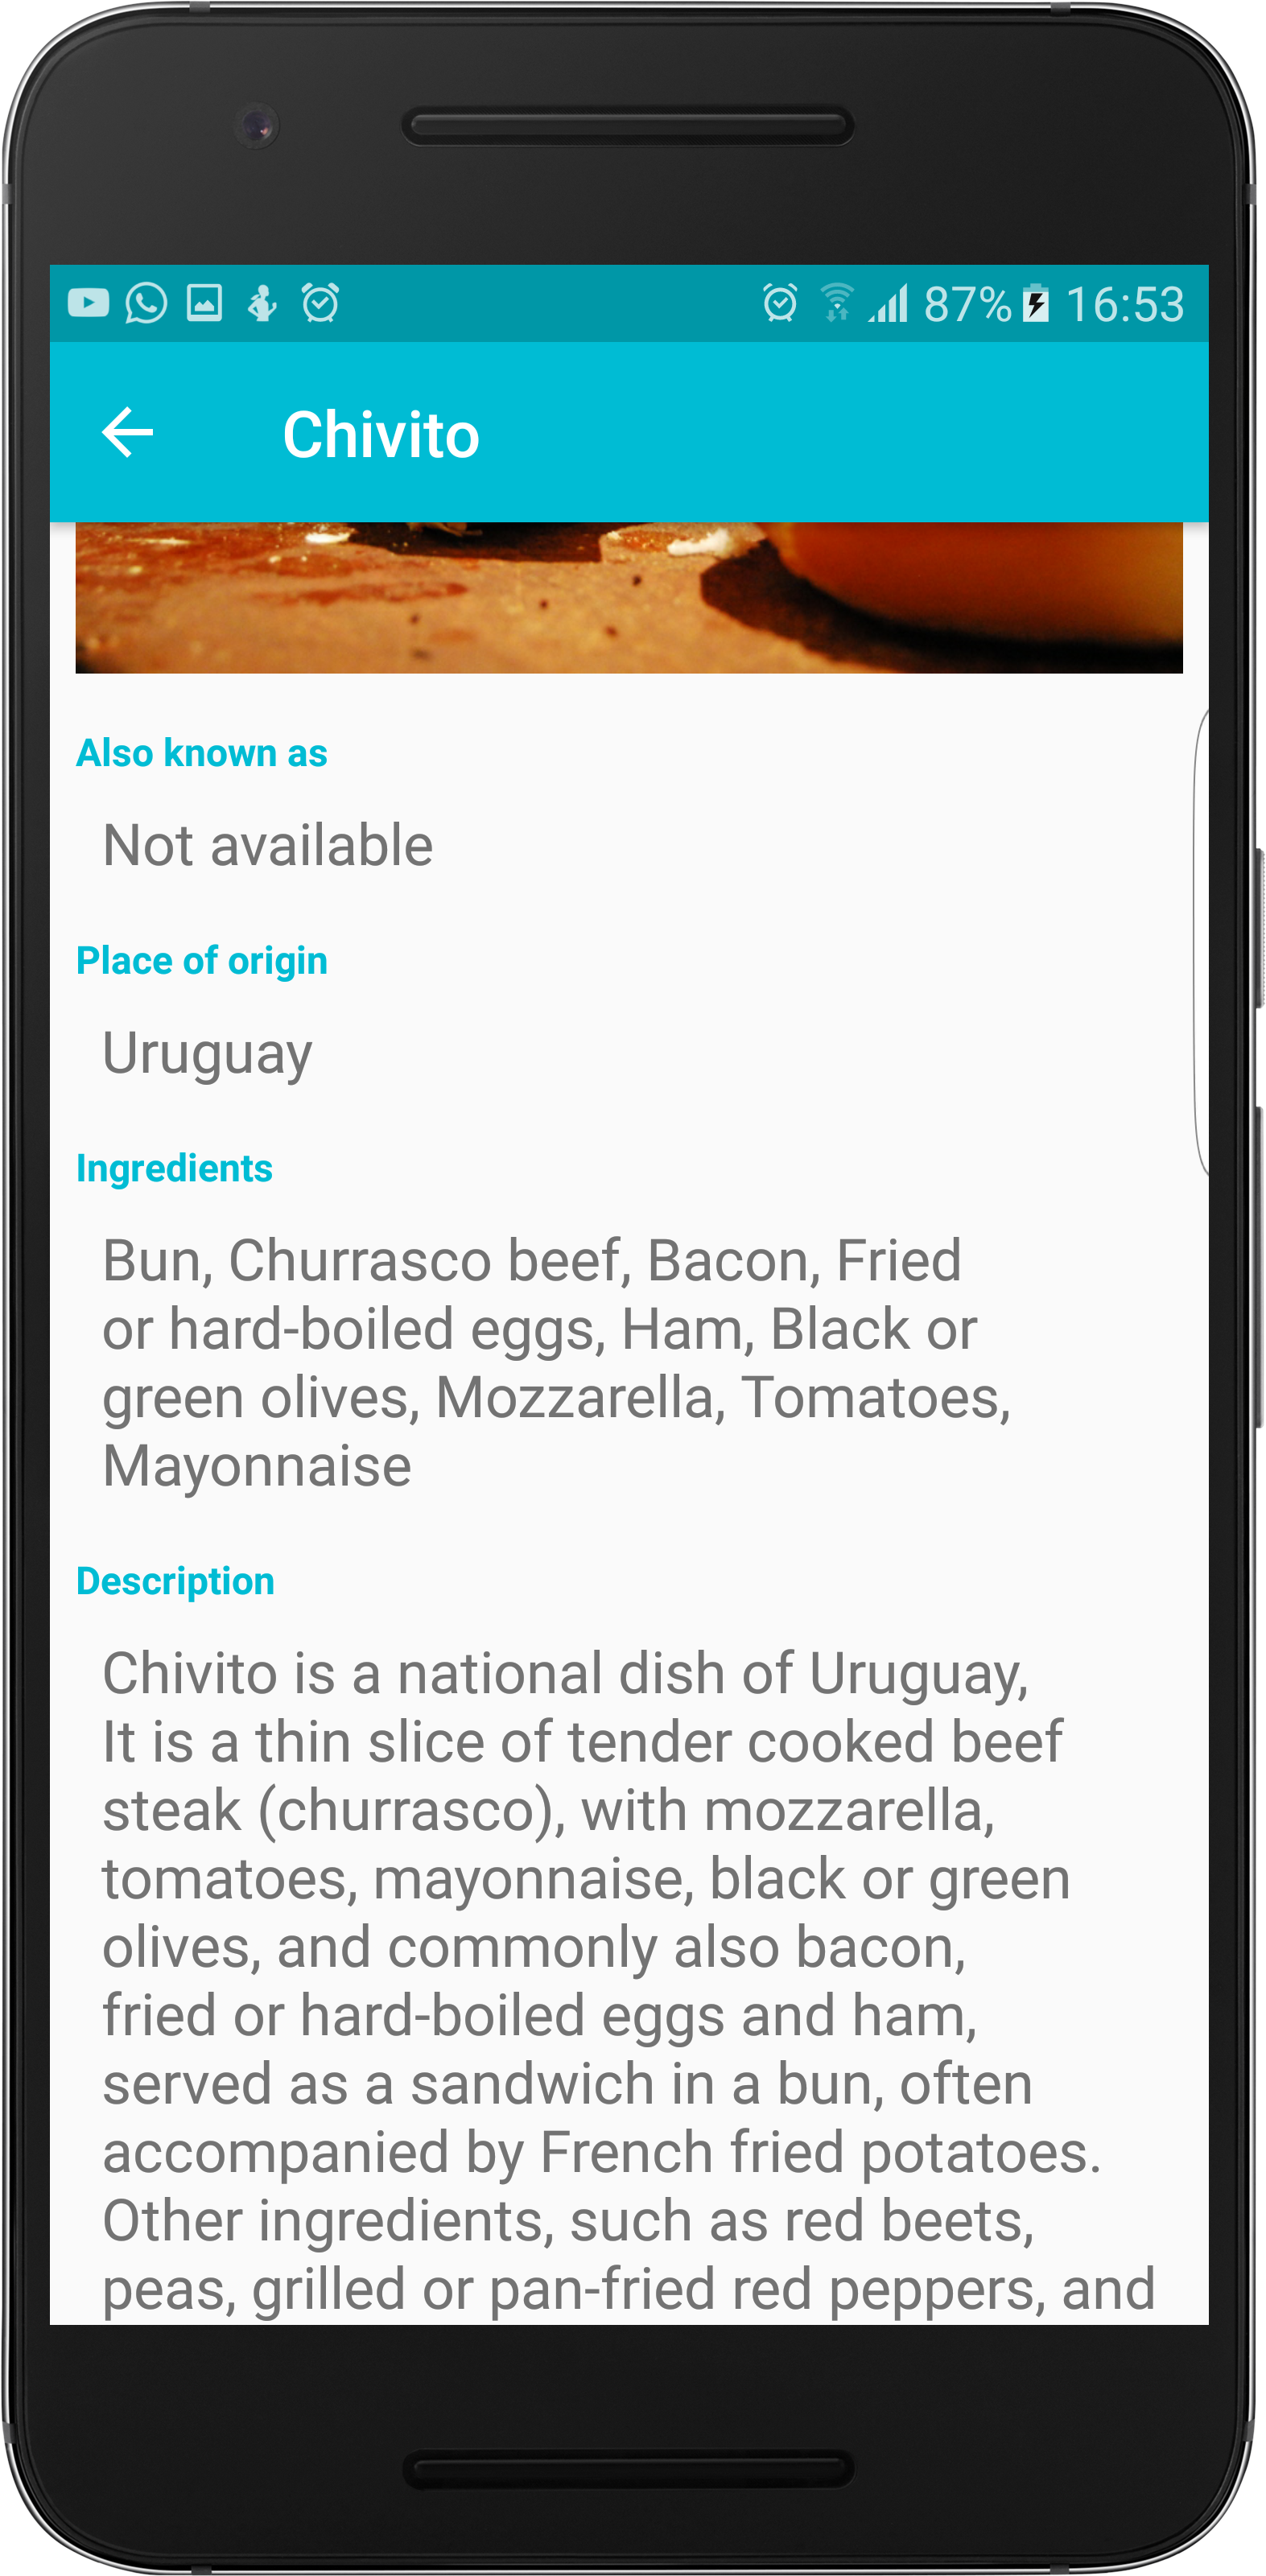 87% 16:53
Chivito
Also known as
Not available
Place of origin
Uruguay
Ingredients
Bun, Churrasco beef, Bacon, Fried
or hard-boiled eggs, Ham, Black or
green olives, Mozzarella, Tomatoes,
Mayonnaise
Description
Chivito is a national dish of Uruguay,
It is a thin slice of tender cooked beef
steak (churrasco), with mozzarella,
tomatoes, mayonnaise, black or green
olives, and commonly also bacon,
fried or hard-boiled eggs and ham,
served as a sandwich in a bun, often
accompanied by French fried potatoes.
Other ingredients, such as red beets,
peas, grilled or pan-fried red peppers, and